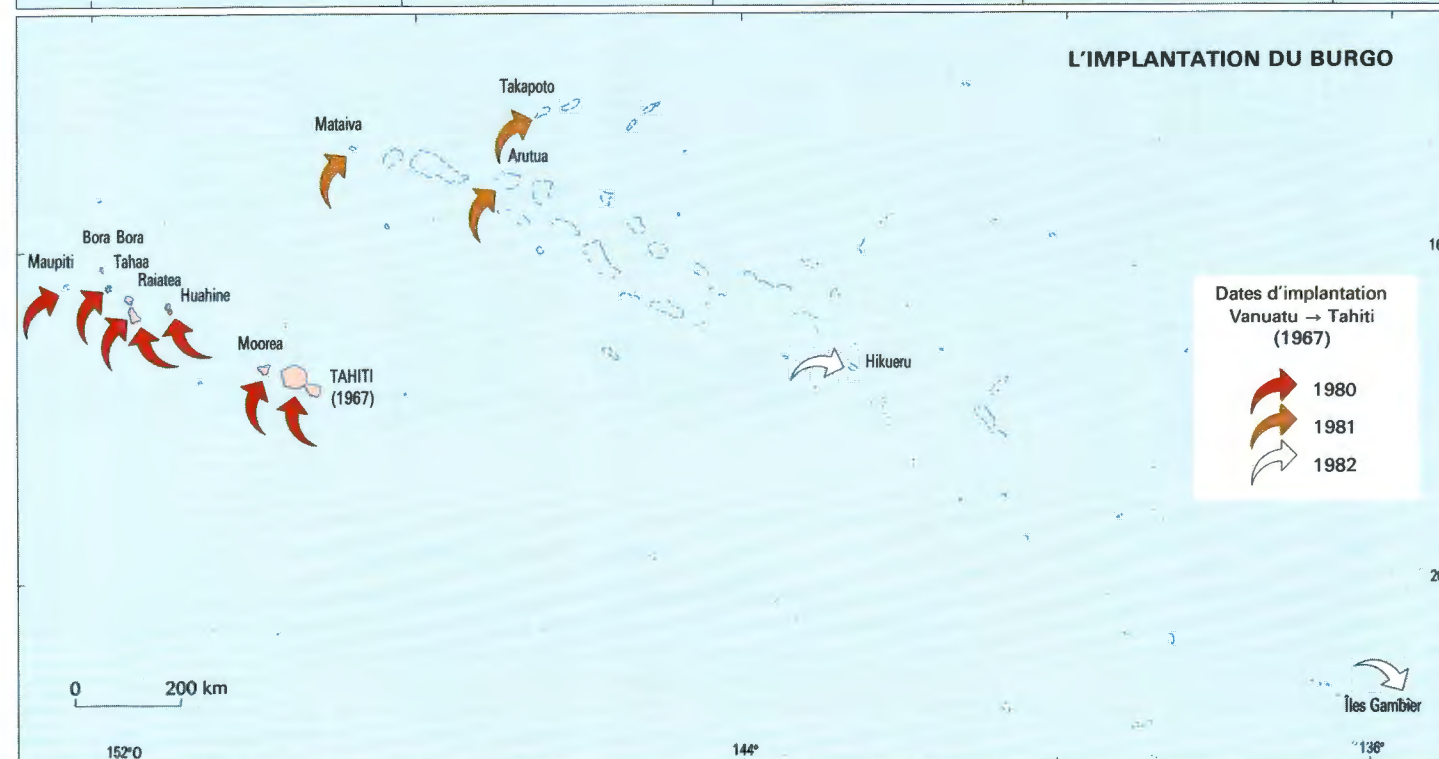 L'IMPLANTATION DU BURGO
Takapoto
Mataiva
Arutua
Bora Bora
Maupiti
Tahaa
Raiatea
Huahine
Moorea
TAHITI
(1967)
Hikueru
Dates d'implantation
Vanuatu → Tahiti
(1967)
1980
1981
1982
0 200 km
Îles Gambier
152°O 144° 136°